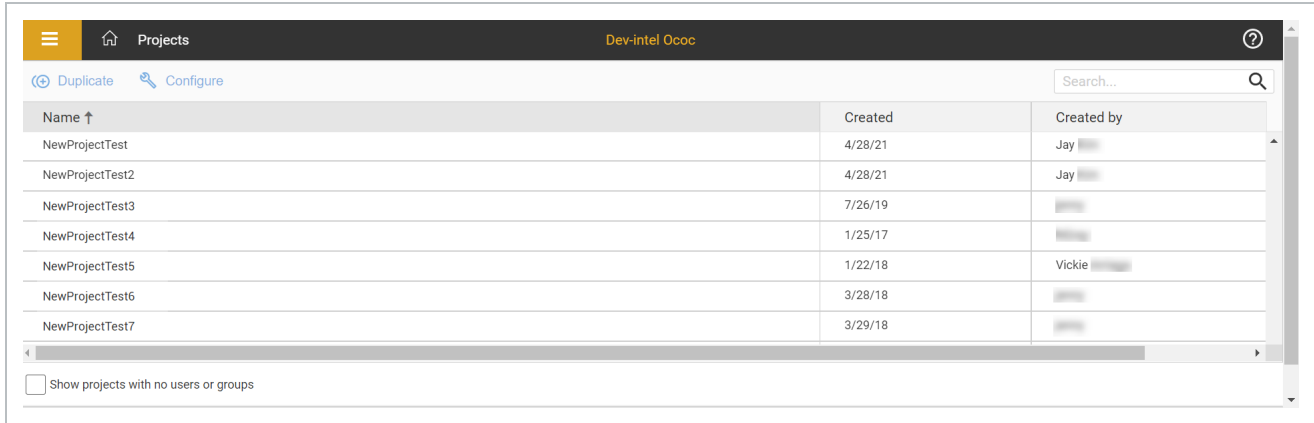 Projects Dev-intel Ococ
Duplicate Configure Search...
Name Created Created by
NewProjectTest 4/28/21 Jay
NewProjectTest2 4/28/21 Jay
NewProjectTest3 7/26/19
NewProjectTest4 1/25/17
NewProjectTest5 1/22/18 Vickie
NewProjectTest6 3/28/18
NewProjectTest7 3/29/18
Show projects with no users or groups